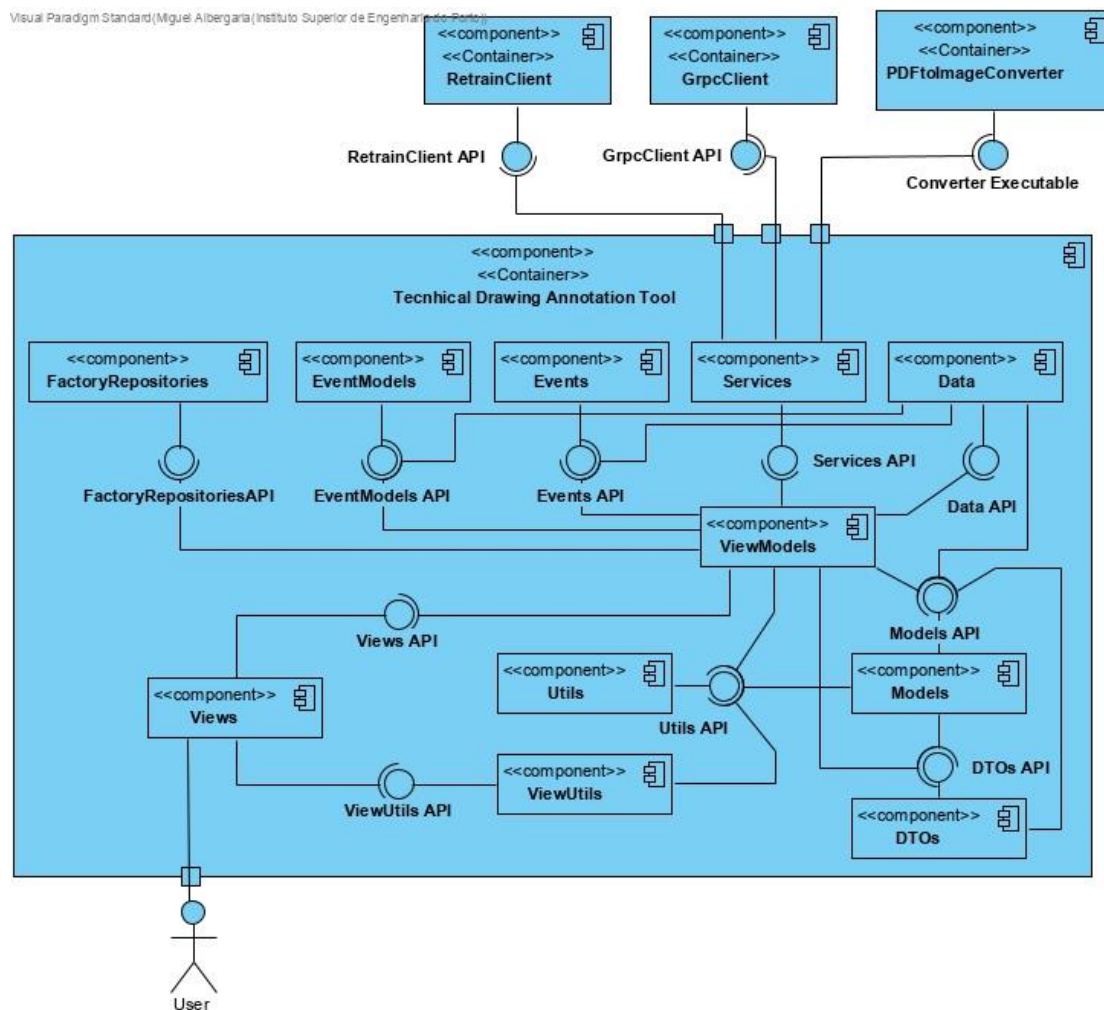 Visual Paradigm Standard(Miguel Albergaria(Instituto Superior de Engenharia do Porto))
<<component>>
<<Container>>
RetrainClient
<<component>>
<<Container>>
GrpcClient
<<component>>
<<Container>>
PDFtoImageConverter
RetrainClient API
GrpcClient API
Converter Executable
<<component>>
<<Container>>
Tecnhical Drawing Annotation Tool
<<component>>
FactoryRepositories
<<component>>
EventModels
<<component>>
Events
<<component>>
Services
<<component>>
Data
FactoryRepositoriesAPI
EventModels API
Events API
Services API
Data API
<<component>>
ViewModels
Views API
Models API
<<component>>
Views
<<component>>
Utils
Utils API
<<component>>
Models
ViewUtils API
<<component>>
ViewUtils
DTOs API
<<component>>
DTOs
User